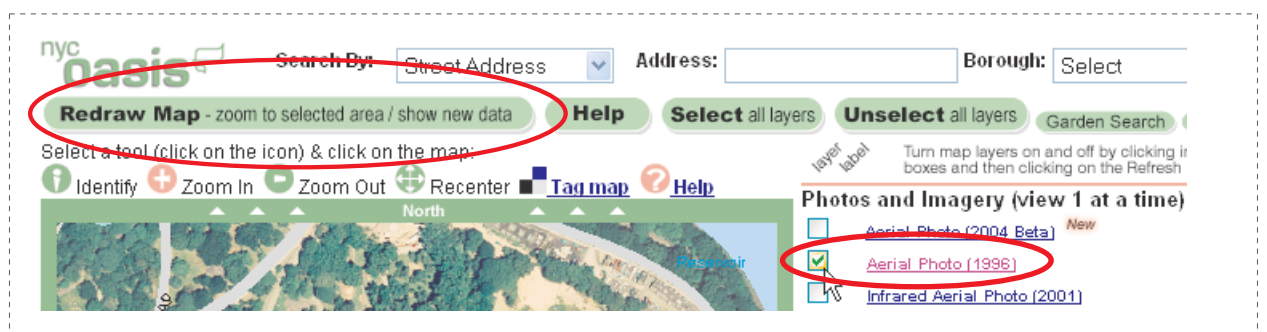 nyc
oasis
Search By: Street Address Address: Borough: Select
Redraw Map - zoom to selected area / show new data Help Select all layers Unselect all layers Garden Search
Select a tool (click on the icon) & click on the map:
layer label
Turn map layers on and off by clicking in
boxes and then clicking on the Refresh
i Identify + Zoom In - Zoom Out Recenter Tag map ? Help
North
Photos and Imagery (view 1 at a time)
Aerial Photo (2004 Beta) New
Reservoir
Aerial Photo (1996)
Infrared Aerial Photo (2001)